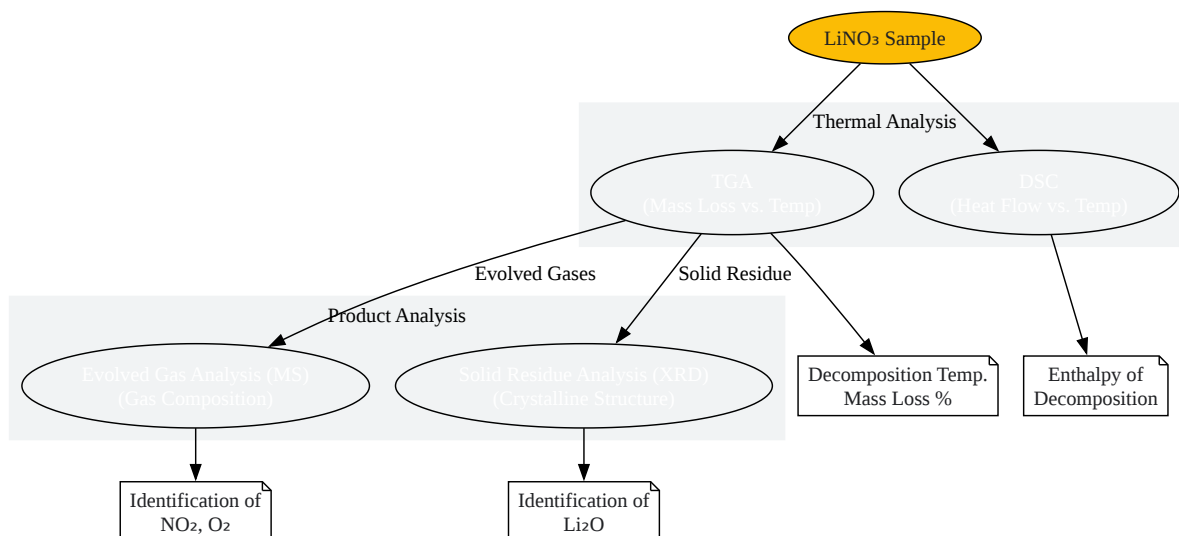 LiNO₃ Sample
Thermal Analysis
TGA
(Mass Loss vs. Temp)
DSC
(Heat Flow vs. Temp)
Evolved Gases
Solid Residue
Product Analysis
Evolved Gas Analysis (MS)
(Gas Composition)
Solid Residue Analysis (XRD)
(Crystalline Structure)
Decomposition Temp.
Mass Loss %
Enthalpy of
Decomposition
Identification of
NO₂, O₂
Identification of
Li₂O